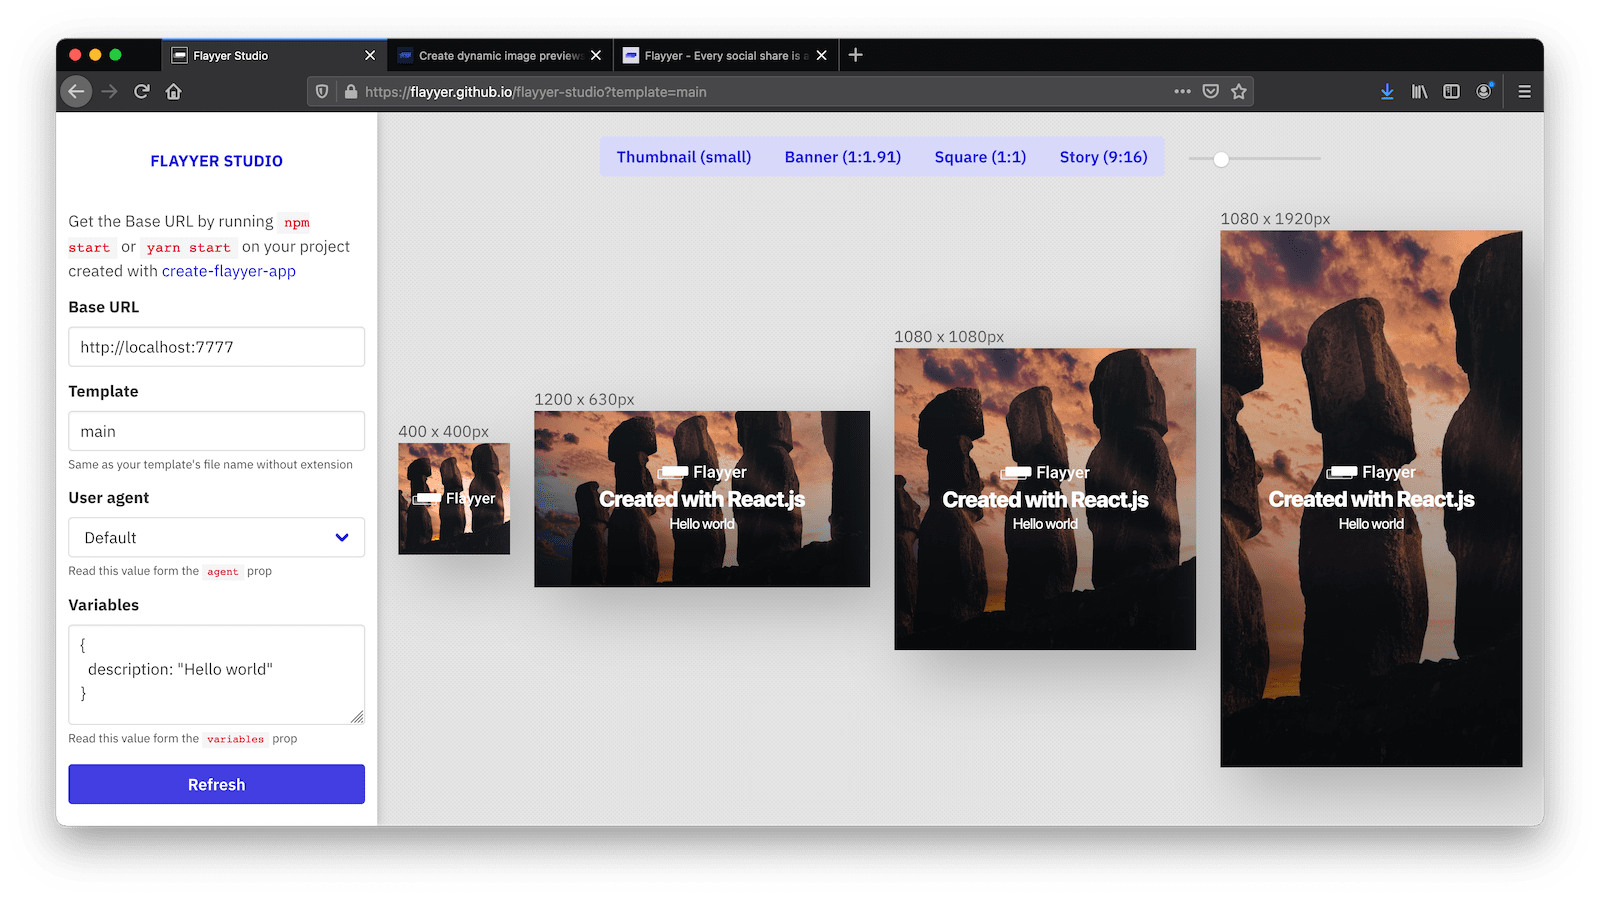 Flayyer Studio
Create dynamic image previews
Flayyer - Every social share is a
https://flayyer.github.io/flayyer-studio?template=main
FLAYYER STUDIO
Get the Base URL by running npm
start or yarn start on your project
created with create-flayyer-app
Base URL
http://localhost:7777
Template
main
Same as your template's file name without extension
User agent
Default
Read this value form the agent prop
Variables
{
description: "Hello world"
}
Read this value form the variables prop
Refresh
Thumbnail (small)
Banner (1:1.91)
Square (1:1)
Story (9:16)
400 x 400px
Flayyer
1200 x 630px
Flayyer
Created with React.js
Hello world
1080 x 1080px
Flayyer
Created with React.js
Hello world
1080 x 1920px
Flayyer
Created with React.js
Hello world